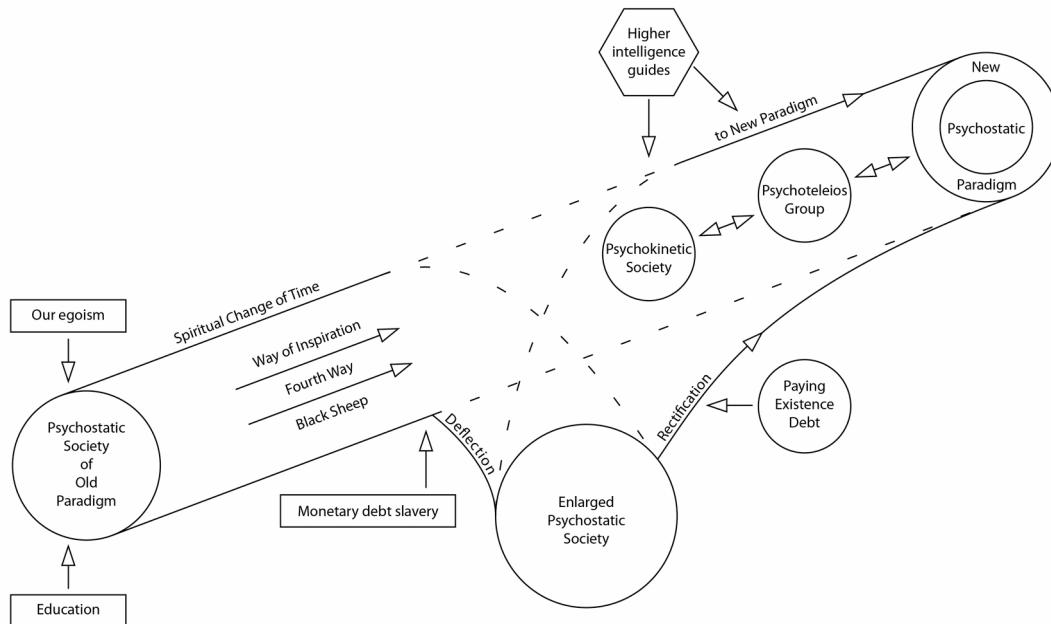 Higher
intelligence
guides
New
Psychostatic
Paradigm
to New Paradigm
Psychoteleios
Group
Psychokinetic
Society
Spiritual Change of Time
Our egoism
Way of Inspiration
Fourth Way
Black Sheep
Psychostatic
Society
of
Old
Paradigm
Deflection
Rectification
Paying
Existence
Debt
Monetary debt slavery
Enlarged
Psychostatic
Society
Education